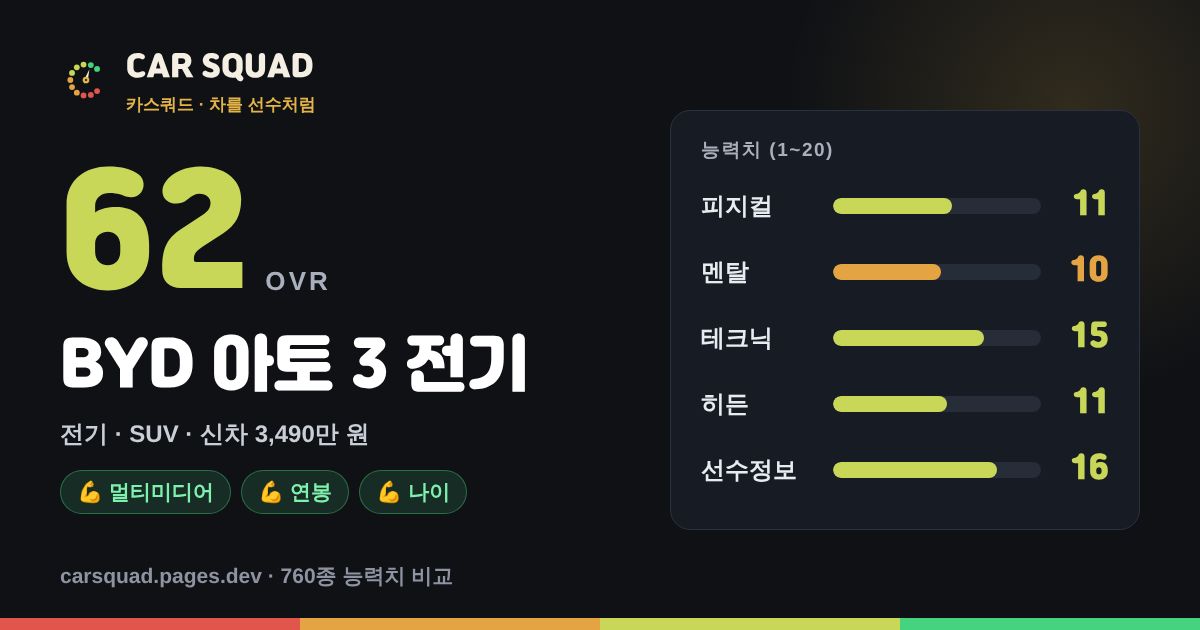 CAR SQUAD
카스쿼드 · 차를 선수처럼
62 OVR
BYD 아토 3 전기
전기 · SUV · 신차 3,490만 원
💪 멀티미디어 💪 연봉 💪 나이
carsquad.pages.dev · 760종 능력치 비교
능력치 (1~20)
피지컬 11
멘탈 10
테크닉 15
히든 11
선수정보 16